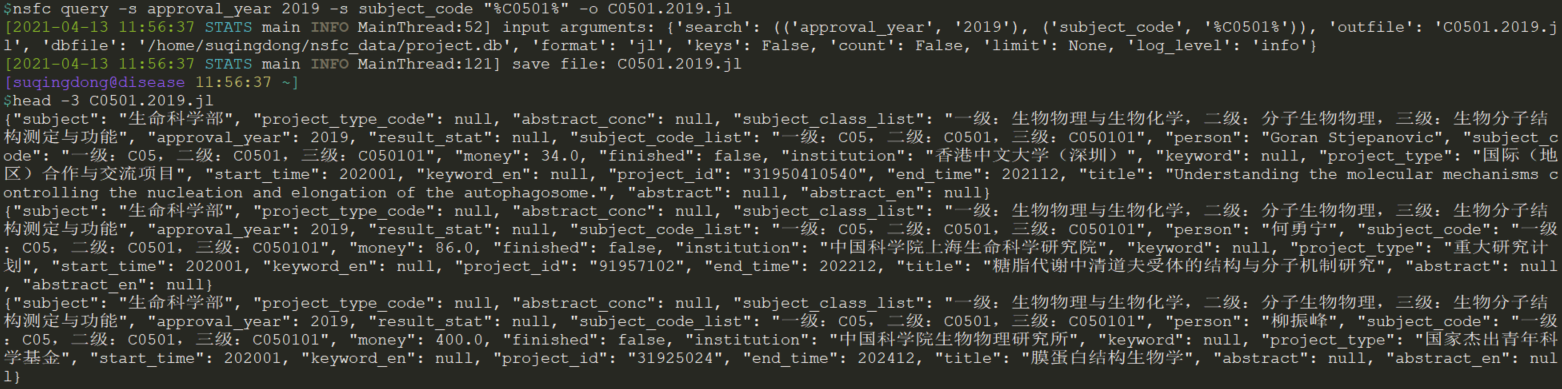 $nsfc query -s approval_year 2019 -s subject_code "%C0501%" -o C0501.2019.jl
[2021-04-13 11:56:37 STATS main INFO MainThread:52] input arguments: {'search': (('approval_year', '2019'), ('subject_code', '%C0501%')), 'outfile': 'C0501.2019.j
l', 'dbfile': '/home/suqingdong/nsfc_data/project.db', 'format': 'jl', 'keys': False, 'count': False, 'limit': None, 'log_level': 'info'}
[2021-04-13 11:56:37 STATS main INFO MainThread:121] save file: C0501.2019.jl
[suqingdong@disease 11:56:37 ~]
$head -3 C0501.2019.jl
{"subject": "生命科学部", "project_type_code": null, "abstract_conc": null, "subject_class_list": "一级：生物物理与生物化学，二级：分子生物物理，三级：生物分子结
构测定与功能", "approval_year": 2019, "result_stat": null, "subject_code_list": "一级：C05，二级：C0501，三级：C050101", "person": "Goran Stjepanovic", "subject_c
ode": "一级：C05，二级：C0501，三级：C050101", "money": 34.0, "finished": false, "institution": "香港中文大学（深圳）", "keyword": null, "project_type": "国际（地
区）合作与交流项目", "start_time": 202001, "keyword_en": null, "project_id": "31950410540", "end_time": 202112, "title": "Understanding the molecular mechanisms c
ontrolling the nucleation and elongation of the autophagosome.", "abstract": null, "abstract_en": null}
{"subject": "生命科学部", "project_type_code": null, "abstract_conc": null, "subject_class_list": "一级：生物物理与生物化学，二级：分子生物物理，三级：生物分子结
构测定与功能", "approval_year": 2019, "result_stat": null, "subject_code_list": "一级：C05，二级：C0501，三级：C050101", "person": "何勇宁", "subject_code": "一级
：C05，二级：C0501，三级：C050101", "money": 86.0, "finished": false, "institution": "中国科学院上海生命科学研究院", "keyword": null, "project_type": "重大研究计
划", "start_time": 202001, "keyword_en": null, "project_id": "91957102", "end_time": 202212, "title": "糖脂代谢中清道夫受体的结构与分子机制研究", "abstract": null
, "abstract_en": null}
{"subject": "生命科学部", "project_type_code": null, "abstract_conc": null, "subject_class_list": "一级：生物物理与生物化学，二级：分子生物物理，三级：生物分子结
构测定与功能", "approval_year": 2019, "result_stat": null, "subject_code_list": "一级：C05，二级：C0501，三级：C050101", "person": "柳振峰", "subject_code": "一级
：C05，二级：C0501，三级：C050101", "money": 400.0, "finished": false, "institution": "中国科学院生物物理研究所", "keyword": null, "project_type": "国家杰出青年科
学基金", "start_time": 202001, "keyword_en": null, "project_id": "31925024", "end_time": 202412, "title": "膜蛋白结构生物学", "abstract": null, "abstract_en": nul
l}